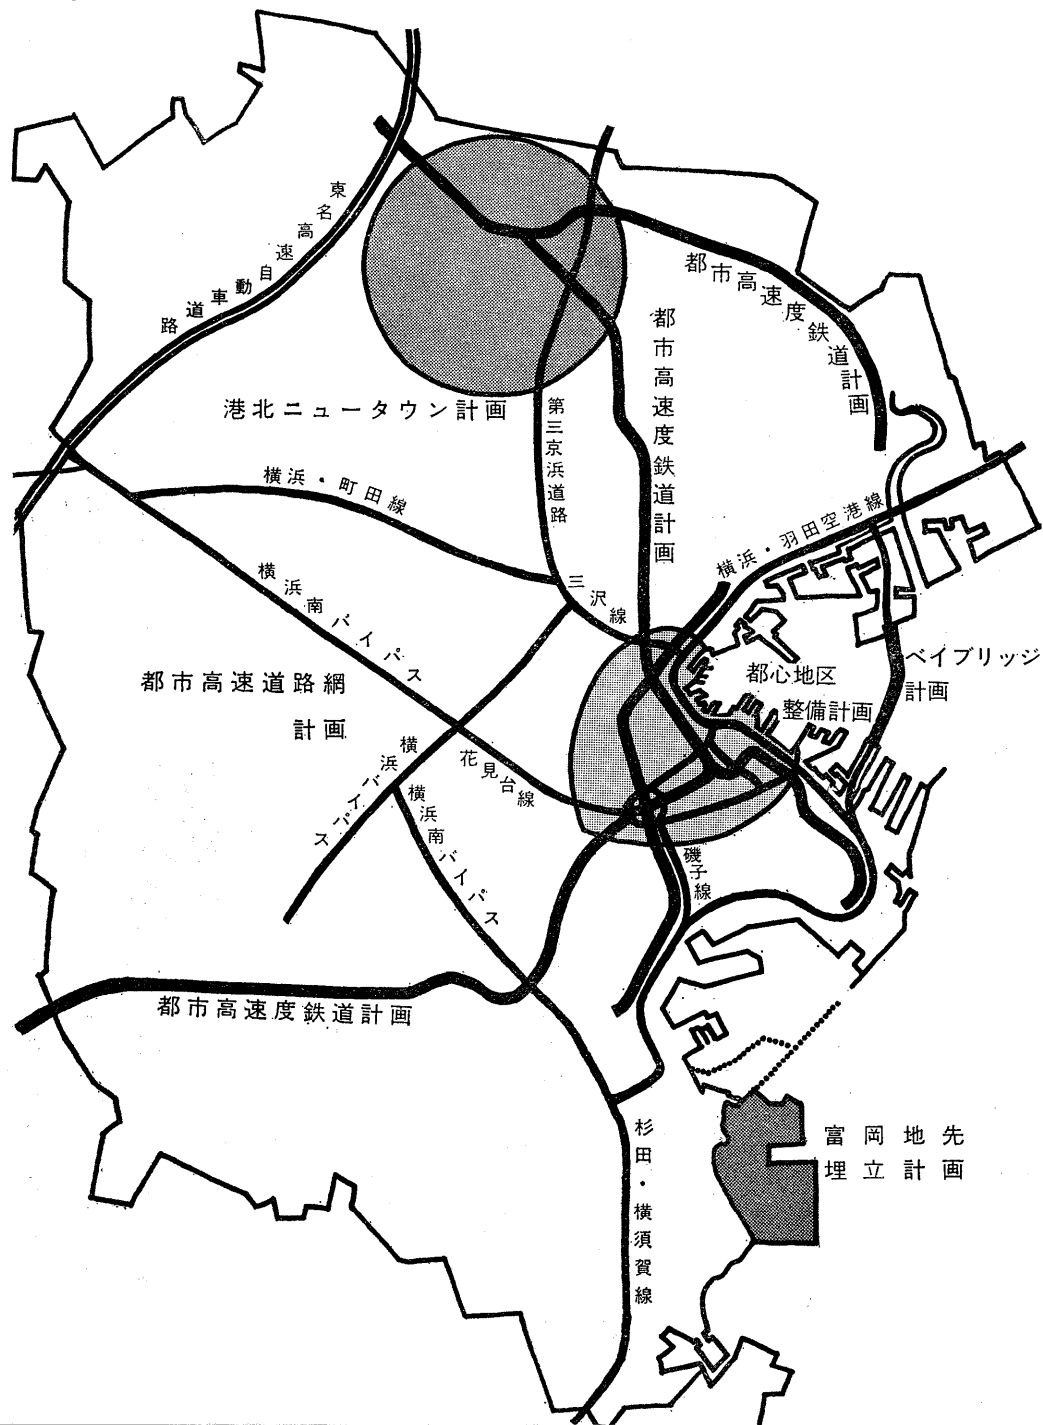 東名高速自動車道路
都市高速度鉄道計画
都市高速度鉄道計画
港北ニュータウン計画
第三京浜道路
横浜・町田線
横浜・羽田空港線
三沢線
横浜南バイパス
ベイブリッジ
計画
都心地区
整備計画
都市高速道路網
計画
花見台線
横浜バイパス
横浜南バイパス
磯子線
都市高速度鉄道計画
杉田・横須賀線
富岡地先
埋立計画